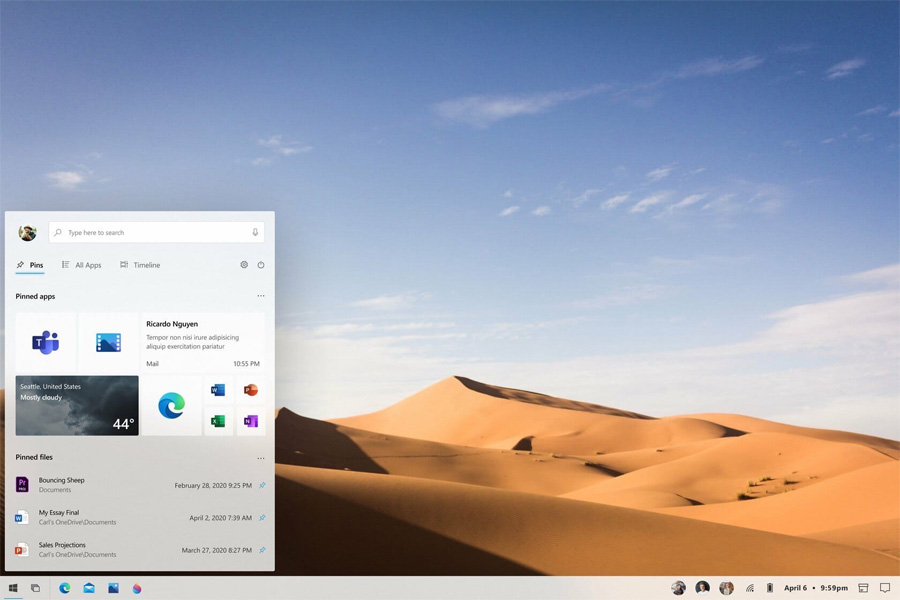 Type here to search
Pins
All Apps
Timeline
Pinned apps
T
Ricardo Nguyen
Tempor non nisi irure adipisicing
aliquip exercitation pariatur
Mail
10:55 PM
Seattle, United States
Mostly cloudy
44°
W
P
X
N
Pinned files
Pr
PRO
Bouncing Sheep
Documents
February 28, 2020 9:25 PM
W
My Essay Final
Carl's OneDrive\Documents
April 2, 2020 7:39 AM
P
Sales Projections
Carl's OneDrive\Documents
March 27, 2020 8:27 PM
April 6 • 9:59pm